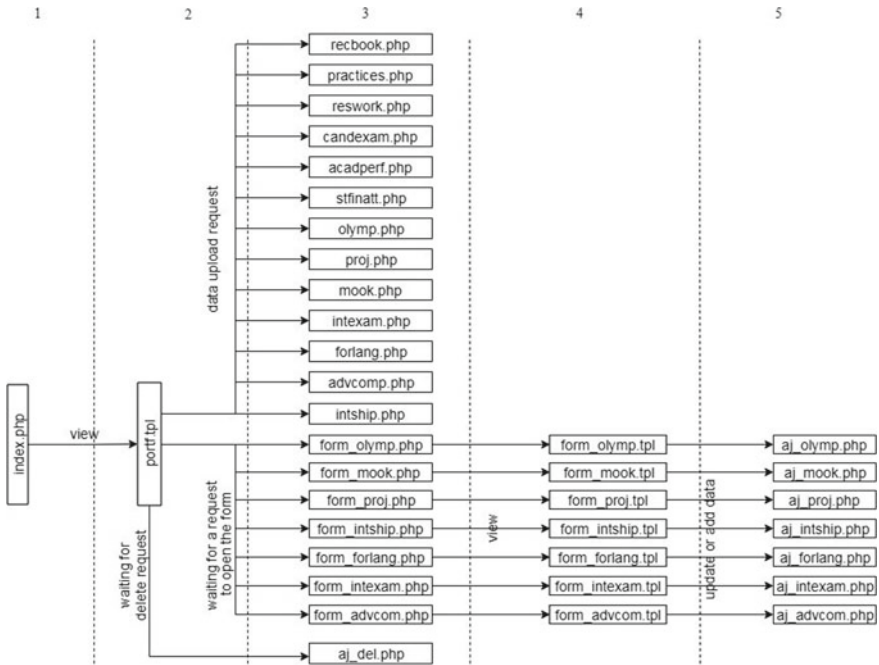 1 2 3 4 5
recbook.php
practices.php
reswork.php
candexam.php
acadperf.php
stfinatt.php
olymp.php
proj.php
mook.php
intexam.php
forlang.php
advcomp.php
intship.php
data upload request
index.php
view
portf.tpl
form_olymp.php form_olymp.tpl aj_olymp.php
form_mook.php form_mook.tpl aj_mook.php
form_proj.php form_proj.tpl aj_proj.php
form_intship.php form_intship.tpl aj_intship.php
form_forlang.php form_forlang.tpl aj_forlang.php
form_intexam.php form_intexam.tpl aj_intexam.php
form_advcom.php form_advcom.tpl aj_advcom.php
waiting for
delete request
waiting for a request
to open the form
view
update or add data
aj_del.php